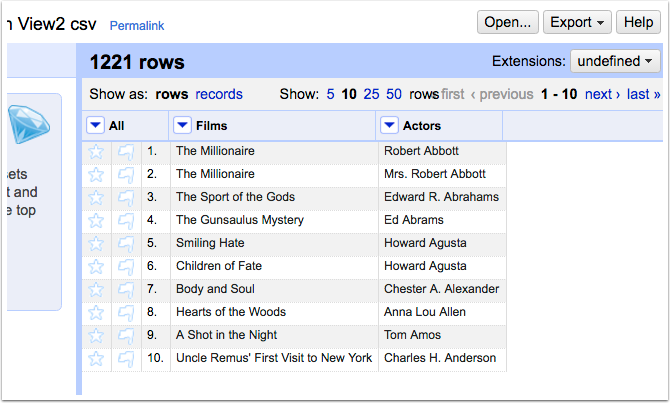 n View2 csv Permalink Open... Export Help
1221 rows Extensions: undefined
Show as: rows records Show: 5 10 25 50 rows first ‹ previous 1 - 10 next › last »
All Films Actors
1. The Millionaire Robert Abbott
2. The Millionaire Mrs. Robert Abbott
3. The Sport of the Gods Edward R. Abrahams
4. The Gunsaulus Mystery Ed Abrams
5. Smiling Hate Howard Agusta
6. Children of Fate Howard Agusta
7. Body and Soul Chester A. Alexander
8. Hearts of the Woods Anna Lou Allen
9. A Shot in the Night Tom Amos
10. Uncle Remus' First Visit to New York Charles H. Anderson
sets
t and
e top